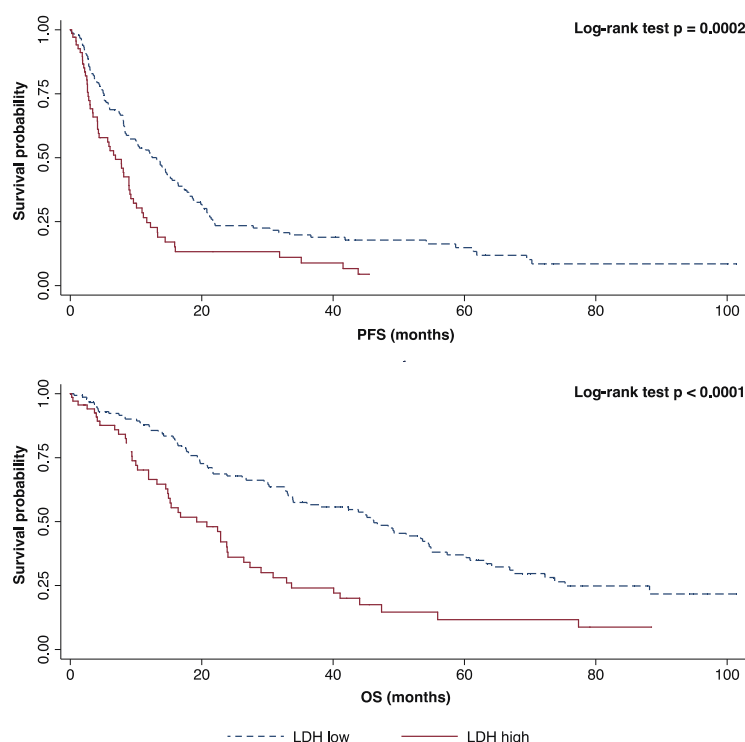 Log-rank test p = 0.0002
Survival probability
1.00
0.75
0.50
0.25
0.00
0 20 40 60 80 100
PFS (months)
Log-rank test p < 0.0001
Survival probability
1.00
0.75
0.50
0.25
0.00
0 20 40 60 80 100
OS (months)
LDH low LDH high